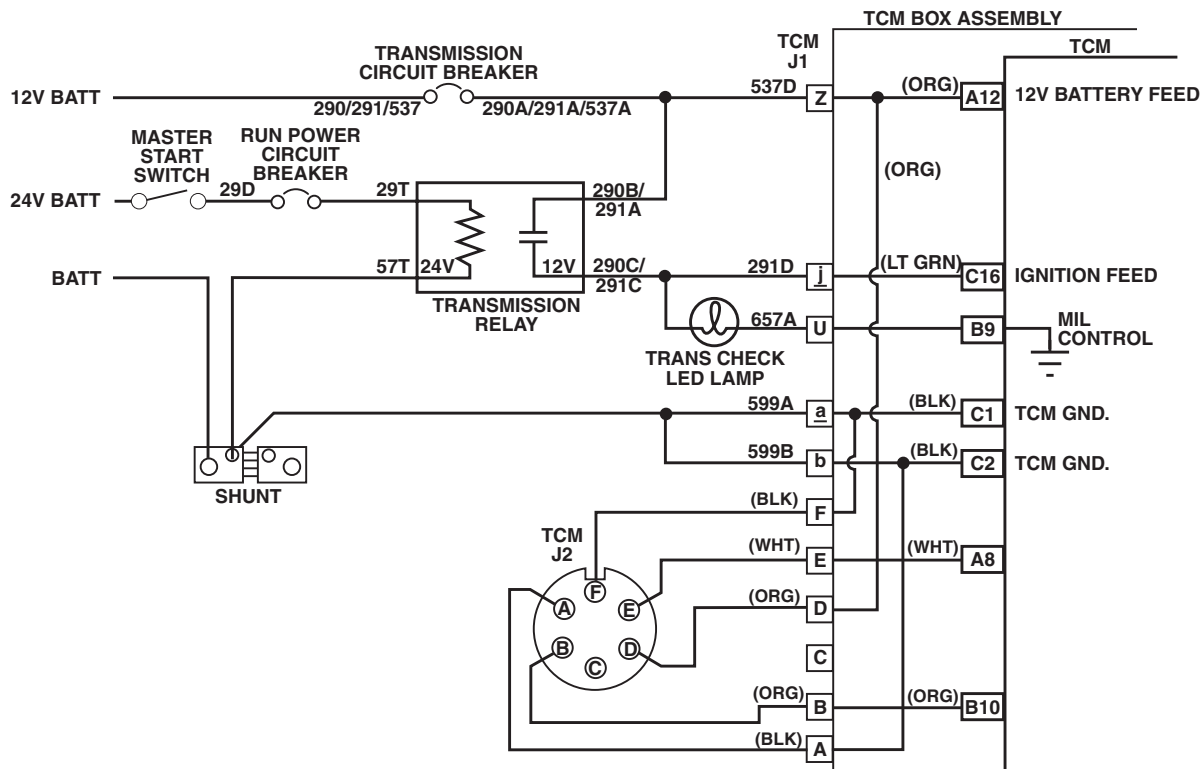 TCM BOX ASSEMBLY
TCM
J1
TCM
TRANSMISSION
CIRCUIT BREAKER
12V BATT
290/291/537
290A/291A/537A
537D
Z
(ORG)
A12
12V BATTERY FEED
MASTER
START
SWITCH
RUN POWER
CIRCUIT
BREAKER
(ORG)
24V BATT
29D
29T
290B/
291A
BATT
57T
24V
12V
290C/
291C
291D
j
(LT GRN)
C16
IGNITION FEED
TRANSMISSION
RELAY
657A
U
B9
MIL
CONTROL
TRANS CHECK
LED LAMP
599A
a
(BLK)
C1
TCM GND.
599B
b
(BLK)
C2
TCM GND.
SHUNT
(BLK)
F
TCM
J2
(WHT)
E
(WHT)
A8
F
A
E
(ORG)
D
B
D
C
C
(ORG)
B
(ORG)
B10
(BLK)
A